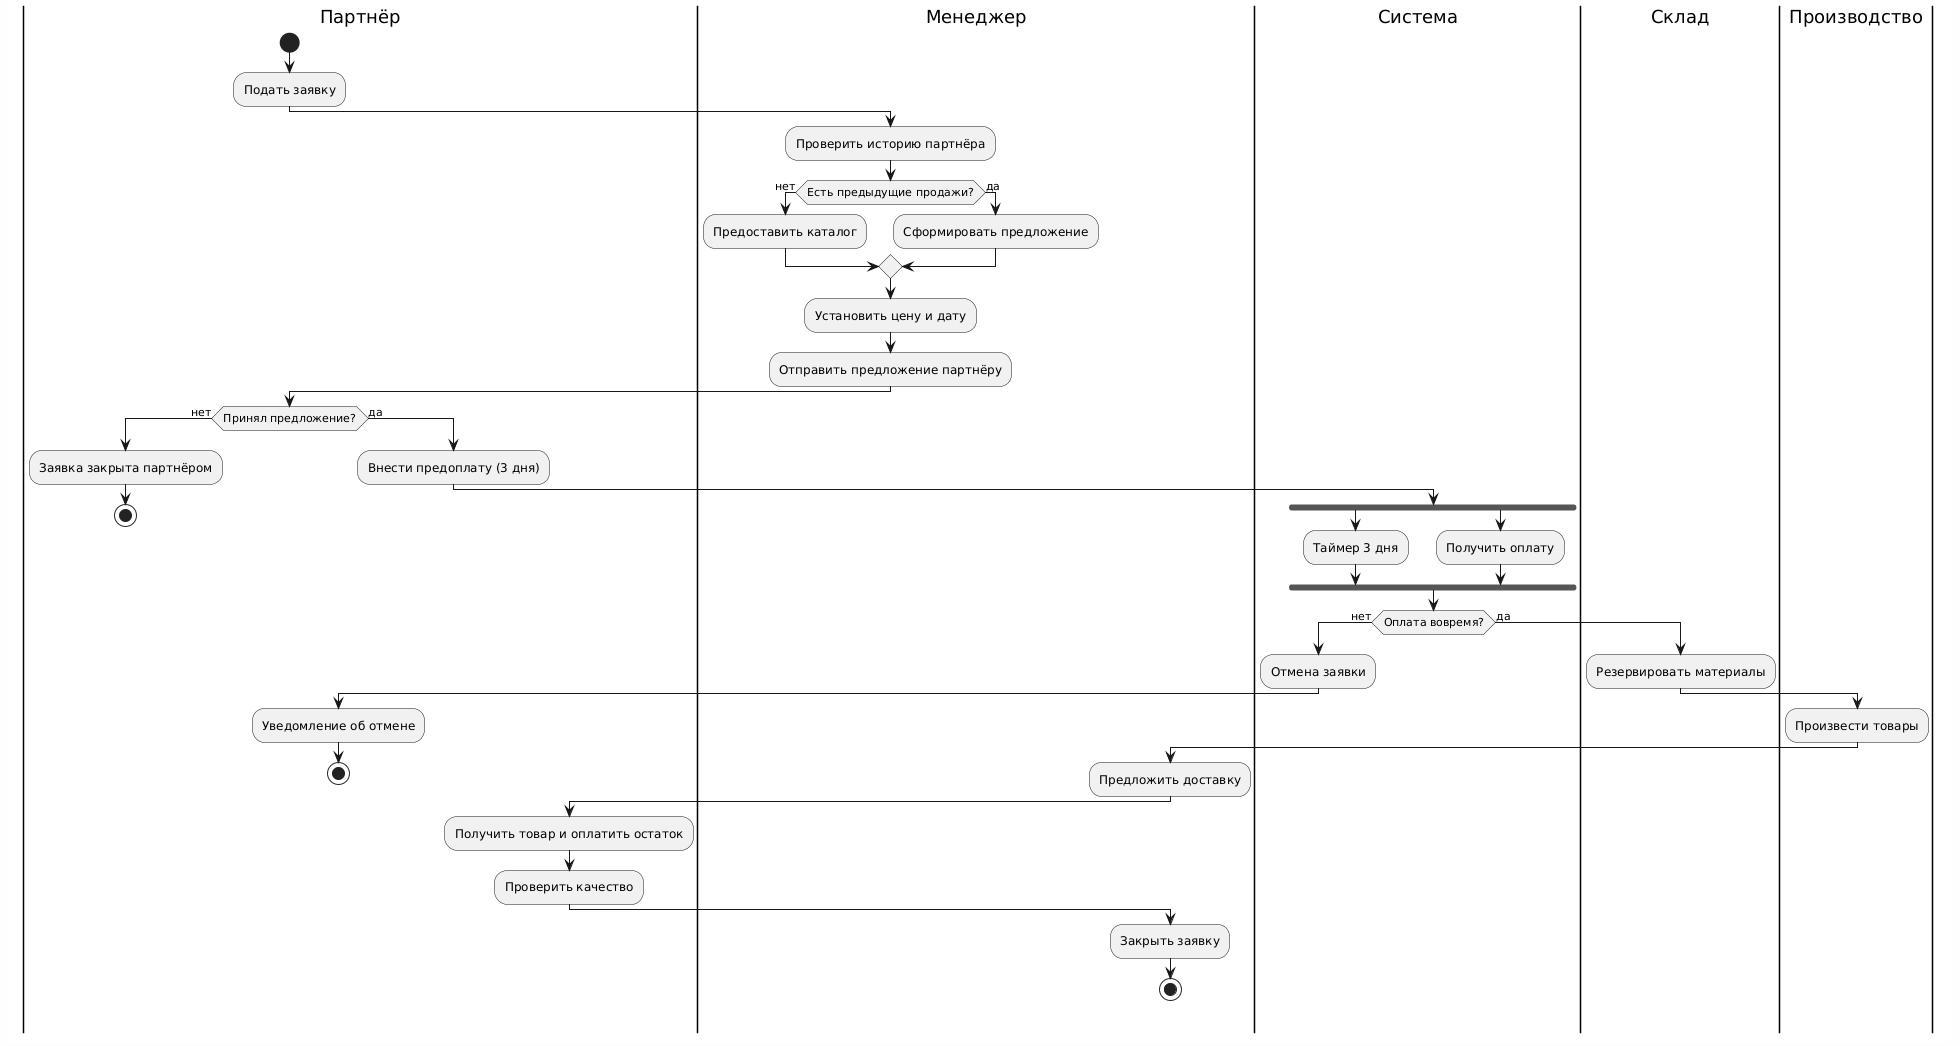 Партнёр
Менеджер
Система
Склад
Производство
Подать заявку
Проверить историю партнёра
нет
Есть предыдущие продажи?
да
Предоставить каталог
Сформировать предложение
Установить цену и дату
Отправить предложение партнёру
нет
Принял предложение?
да
Заявка закрыта партнёром
Внести предоплату (3 дня)
Таймер 3 дня
Получить оплату
нет
Оплата вовремя?
да
Отмена заявки
Резервировать материалы
Уведомление об отмене
Произвести товары
Предложить доставку
Получить товар и оплатить остаток
Проверить качество
Закрыть заявку